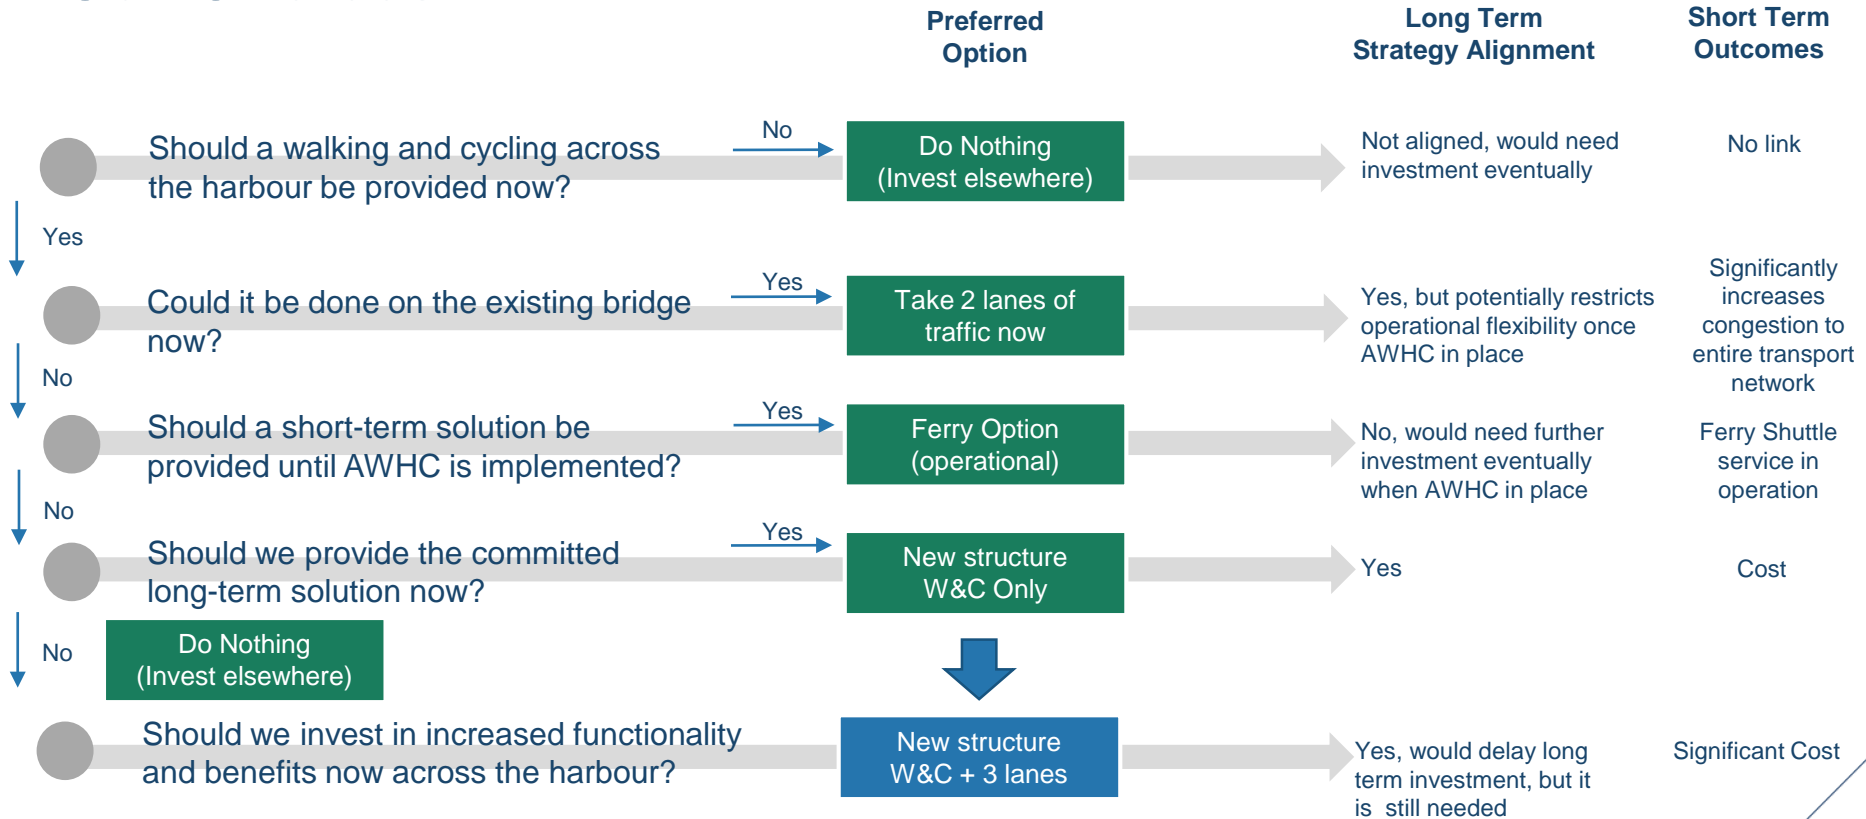 Preferred
Option
Long Term
Strategy Alignment
Short Term
Outcomes
Should a walking and cycling across
the harbour be provided now?
No
Do Nothing
(Invest elsewhere)
Not aligned, would need
investment eventually
No link
Yes
Could it be done on the existing bridge
now?
Yes
Take 2 lanes of
traffic now
Yes, but potentially restricts
operational flexibility once
AWHC in place
Significantly
increases
congestion to
entire transport
network
No
Should a short-term solution be
provided until AWHC is implemented?
Yes
Ferry Option
(operational)
No, would need further
investment eventually
when AWHC in place
Ferry Shuttle
service in
operation
No
Should we provide the committed
long-term solution now?
Yes
New structure
W&C Only
Yes
Cost
No
Do Nothing
(Invest elsewhere)
Should we invest in increased functionality
and benefits now across the harbour?
New structure
W&C + 3 lanes
Yes, would delay long
term investment, but it
is still needed
Significant Cost